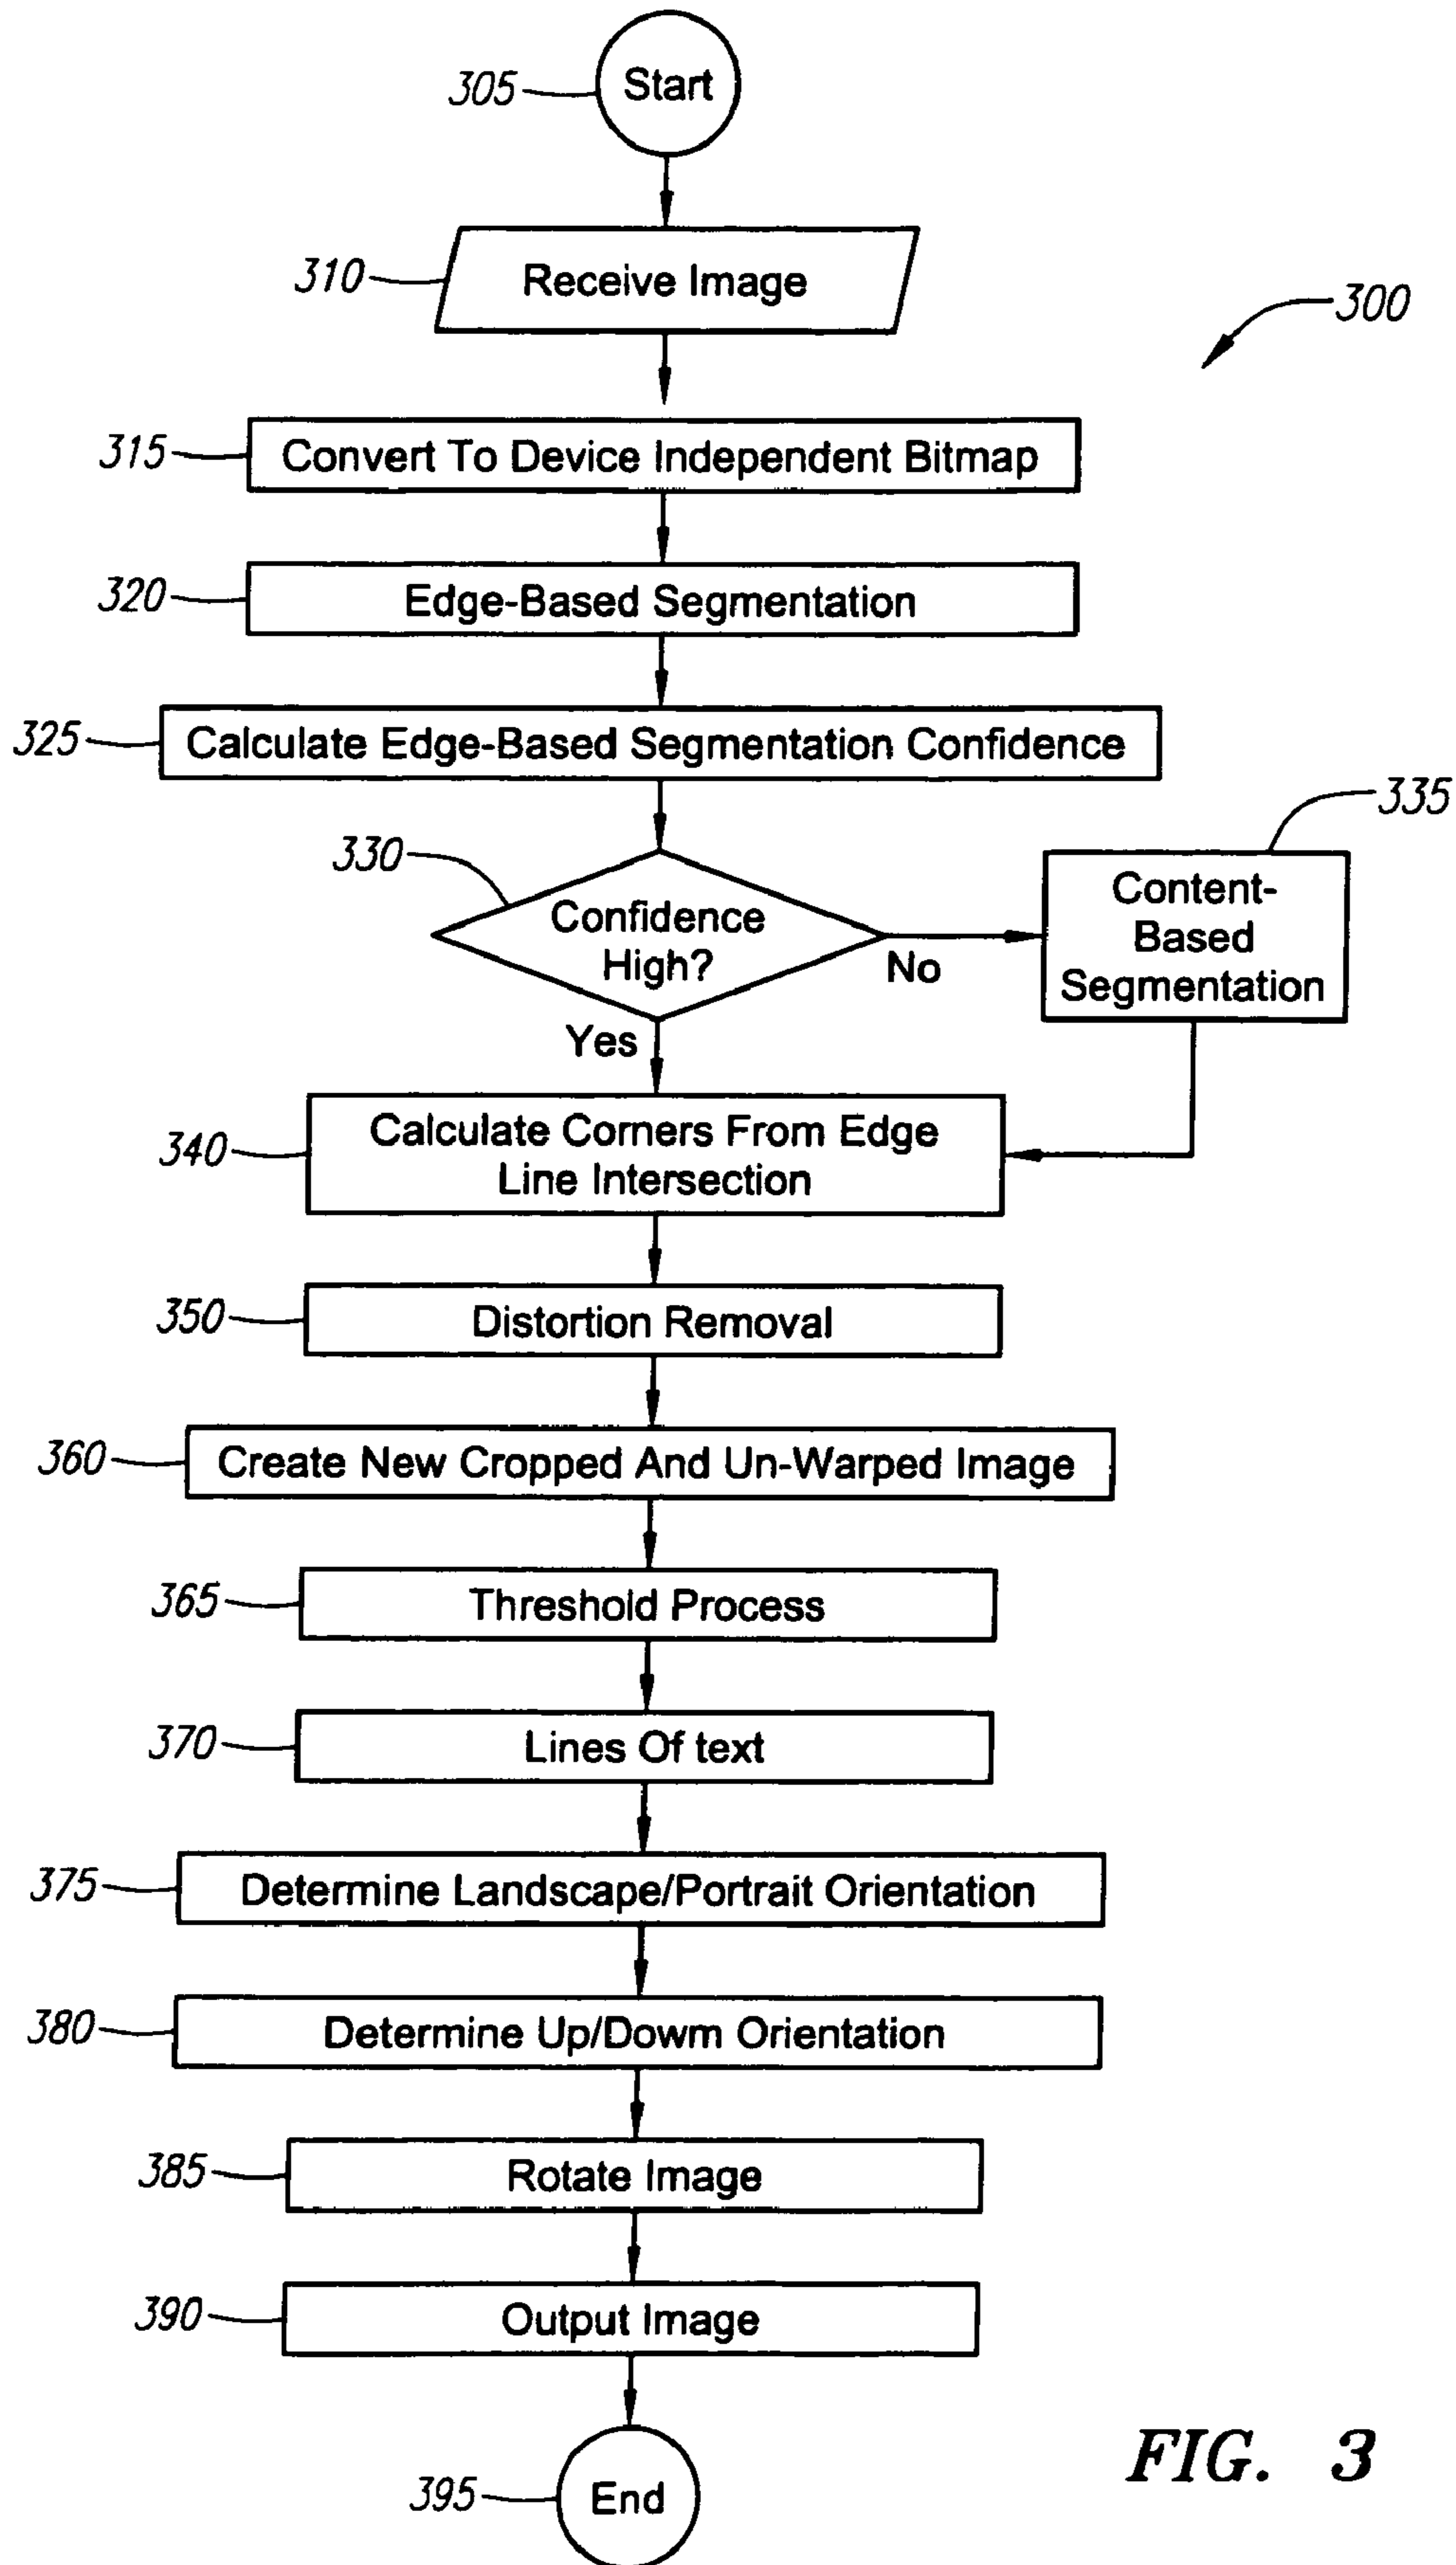 305 Start
310 Receive Image
300
315 Convert To Device Independent Bitmap
320 Edge-Based Segmentation
325 Calculate Edge-Based Segmentation Confidence
330
Confidence
High?
No
Yes
335
Content-
Based
Segmentation
340
Calculate Corners From Edge
Line Intersection
350 Distortion Removal
360 Create New Cropped And Un-Warped Image
365 Threshold Process
370 Lines Of text
375 Determine Landscape/Portrait Orientation
380 Determine Up/Dowm Orientation
385 Rotate Image
390 Output Image
395 End
FIG. 3